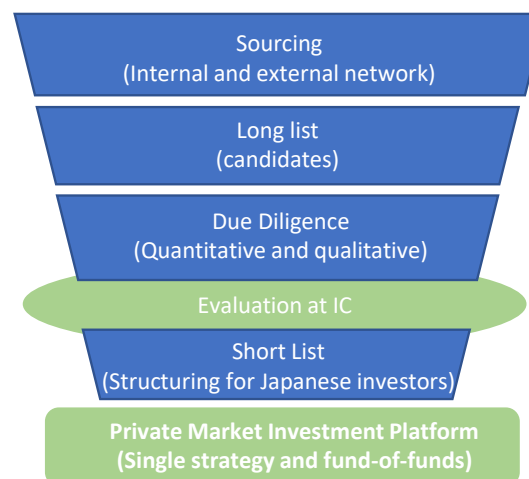 Sourcing
(Internal and external network)
Long list
(candidates)
Due Diligence
(Quantitative and qualitative)
Evaluation at IC
Short List
(Structuring for Japanese investors)
Private Market Investment Platform
(Single strategy and fund-of-funds)